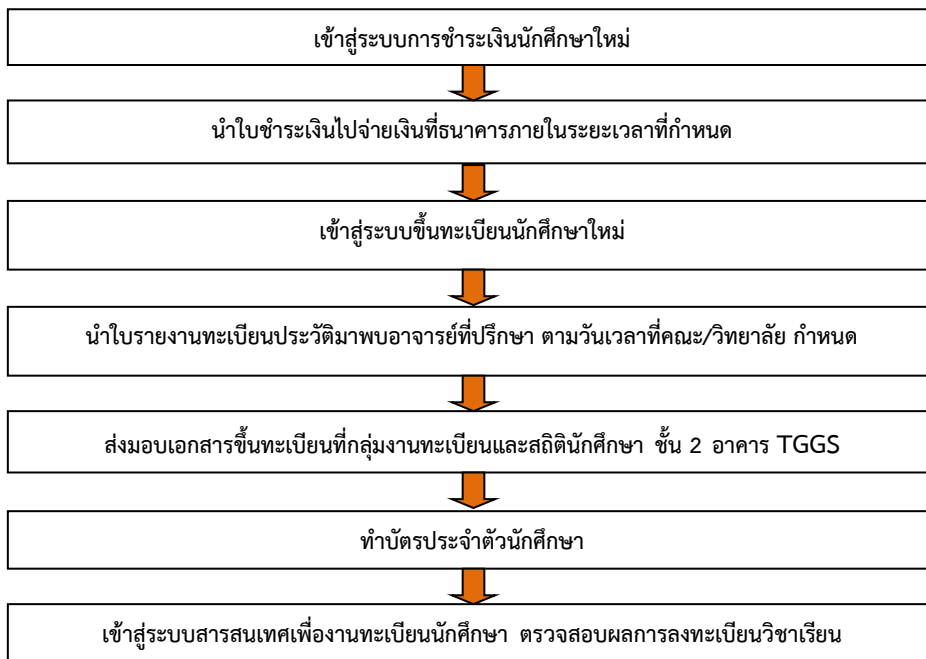 เข้าสู่ระบบการชำระเงินนักศึกษาใหม่
นำใบชำระเงินไปจ่ายเงินที่ธนาคารภายในระยะเวลาที่กำหนด
เข้าสู่ระบบขึ้นทะเบียนนักศึกษาใหม่
นำใบรายงานทะเบียนประวัติมาพบอาจารย์ที่ปรึกษา ตามวันเวลาที่คณะ/วิทยาลัย กำหนด
ส่งมอบเอกสารขึ้นทะเบียนที่กลุ่มงานทะเบียนและสถิตินักศึกษา ชั้น 2 อาคาร TGGS
ทำบัตรประจำตัวนักศึกษา
เข้าสู่ระบบสารสนเทศเพื่องานทะเบียนนักศึกษา ตรวจสอบผลการลงทะเบียนวิชาเรียน